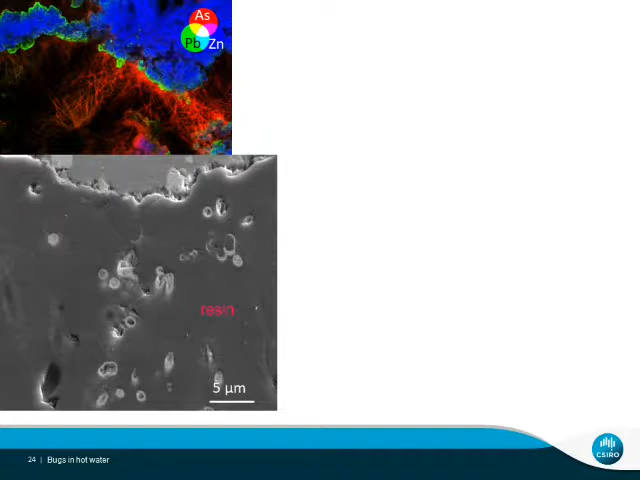 As
Pb Zn
resin
5 µm
24 | Bugs in hot water
CSIRO